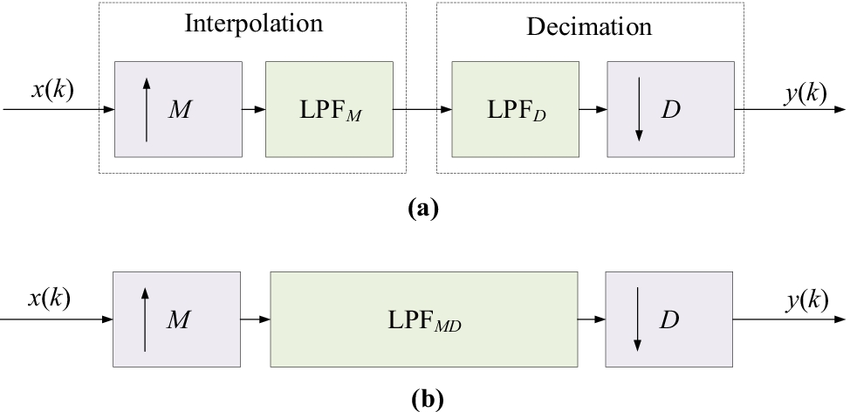 Interpolation Decimation
x(k) ↑ M LPF_M LPF_D ↓ D y(k)
(a)
x(k) ↑ M LPF_MD ↓ D y(k)
(b)